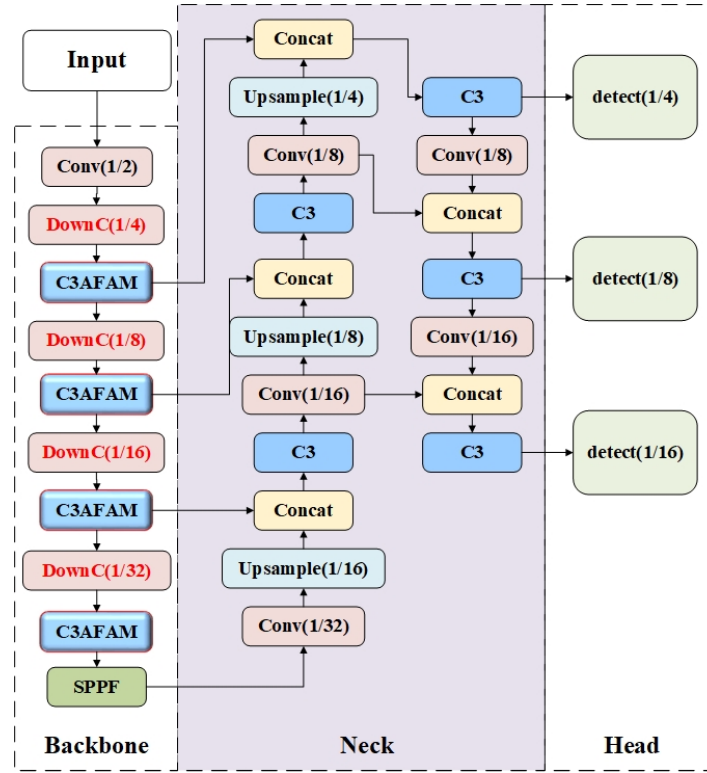 Input
Conv(1/2)
DownC(1/4)
C3AFAM
DownC(1/8)
C3AFAM
DownC(1/16)
C3AFAM
DownC(1/32)
C3AFAM
SPPF
Backbone
Concat
Upsample(1/4)
Conv(1/8)
C3
Concat
Upsample(1/8)
Conv(1/16)
C3
Concat
Upsample(1/16)
Conv(1/32)
C3
Conv(1/8)
Concat
C3
Conv(1/16)
Concat
C3
Neck
detect(1/4)
detect(1/8)
detect(1/16)
Head